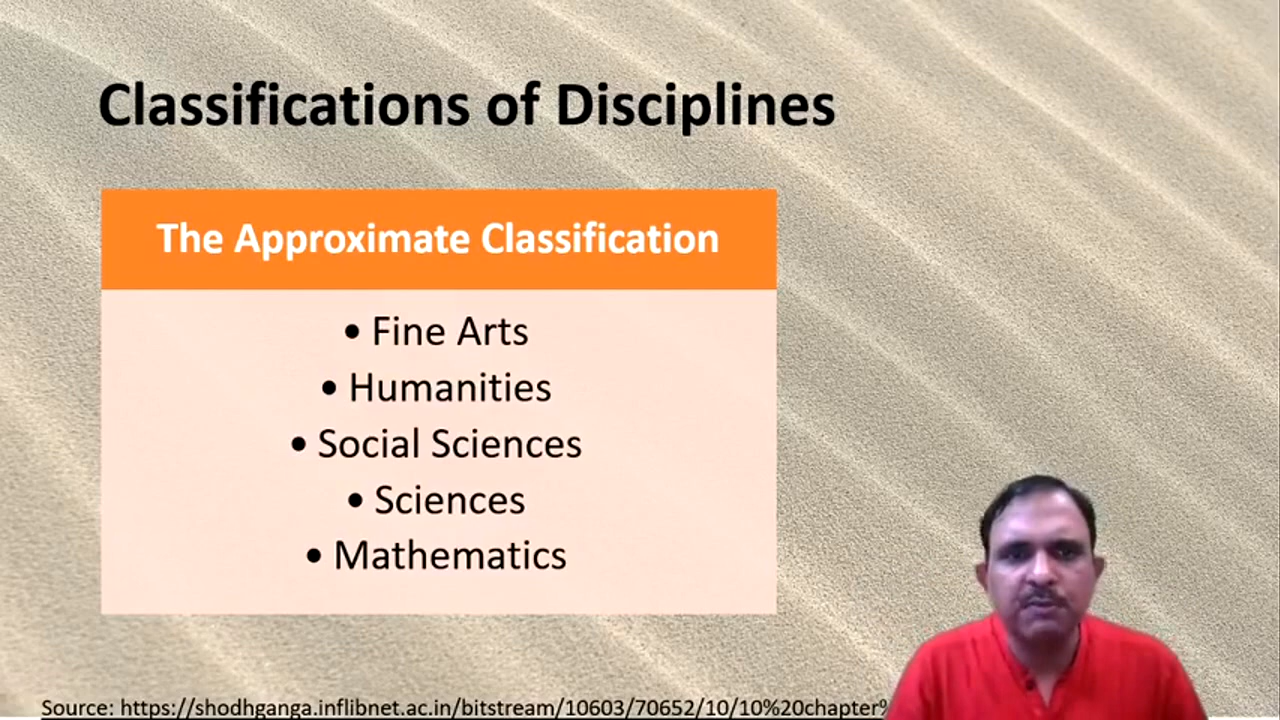 Classifications of Disciplines
The Approximate Classification
• Fine Arts
• Humanities
• Social Sciences
• Sciences
• Mathematics
Source: https://shodhganga.inflibnet.ac.in/bitstream/10603/70652/10/10%20chapter%